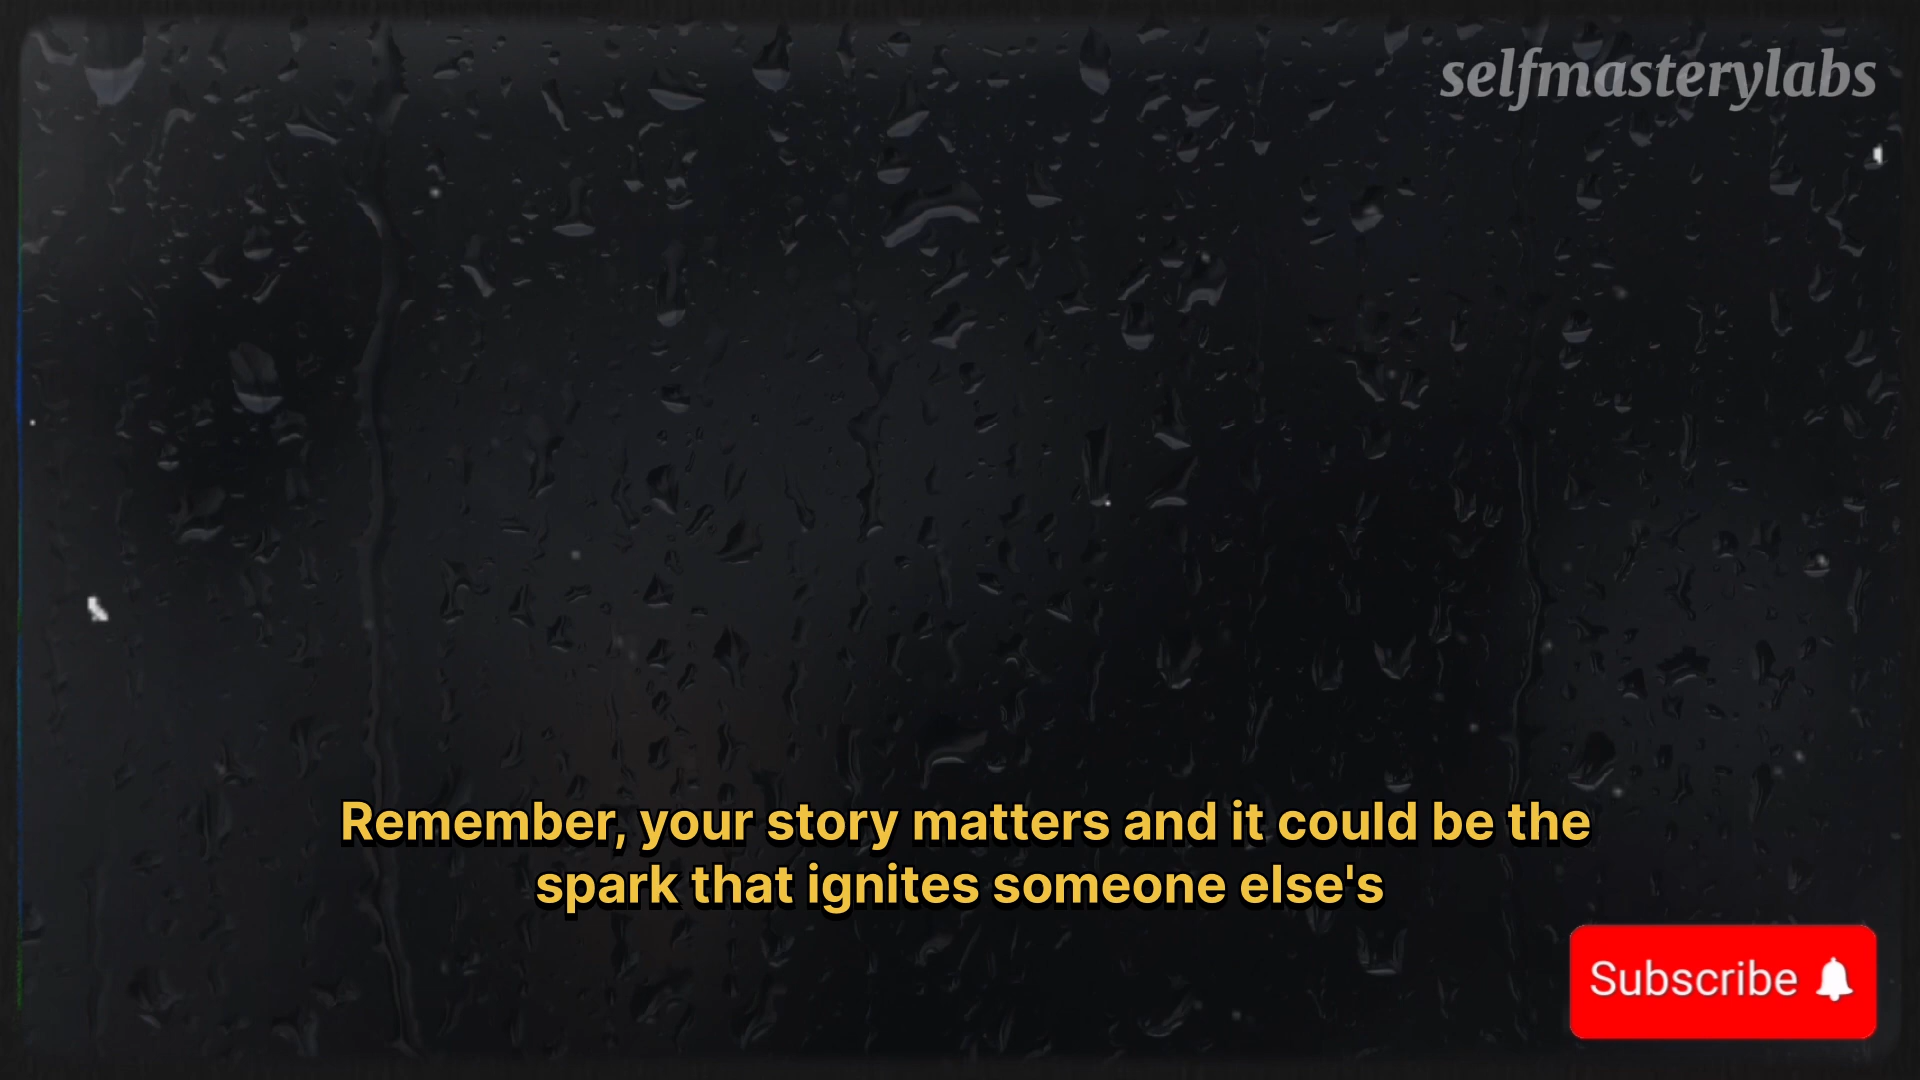 selfmasterylabs
Remember, your story matters and it could be the
spark that ignites someone else's
Subscribe